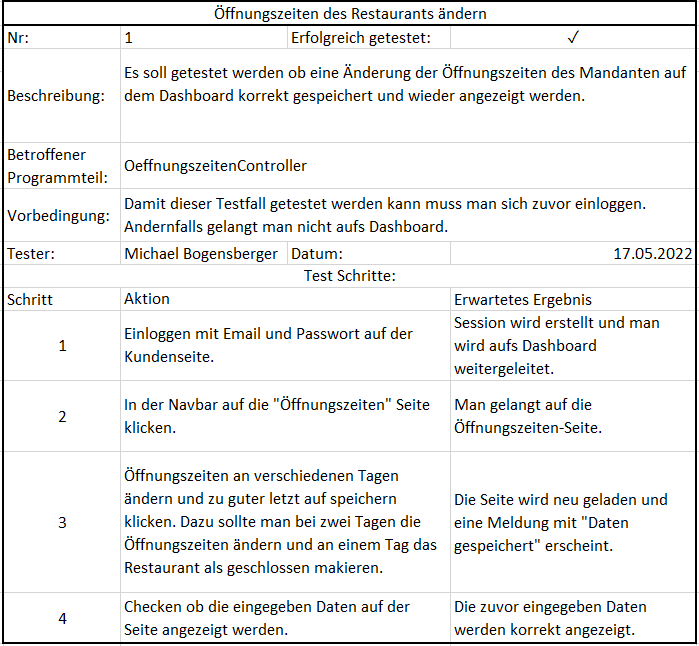 Öffnungszeiten des Restaurants ändern
Nr: 1 Erfolgreich getestet: ✓
Beschreibung:
Es soll getestet werden ob eine Änderung der Öffnungszeiten des Mandanten auf
dem Dashboard korrekt gespeichert und wieder angezeigt werden.
Betroffener
Programmteil:
OeffnungszeitenController
Vorbedingung:
Damit dieser Testfall getestet werden kann muss man sich zuvor einloggen.
Andernfalls gelangt man nicht aufs Dashboard.
Tester: Michael Bogensberger Datum: 17.05.2022
Test Schritte:
Schritt Aktion Erwartetes Ergebnis
1
Einloggen mit Email und Passwort auf der
Kundenseite.
Session wird erstellt und man
wird aufs Dashboard
weitergeleitet.
2
In der Navbar auf die "Öffnungszeiten" Seite
klicken.
Man gelangt auf die
Öffnungszeiten-Seite.
3
Öffnungszeiten an verschiedenen Tagen
ändern und zu guter letzt auf speichern
klicken. Dazu sollte man bei zwei Tagen die
Öffnungszeiten ändern und an einem Tag das
Restaurant als geschlossen makieren.
Die Seite wird neu geladen und
eine Meldung mit "Daten
gespeichert" erscheint.
4
Checken ob die eingegeben Daten auf der
Seite angezeigt werden.
Die zuvor eingegeben Daten
werden korrekt angezeigt.